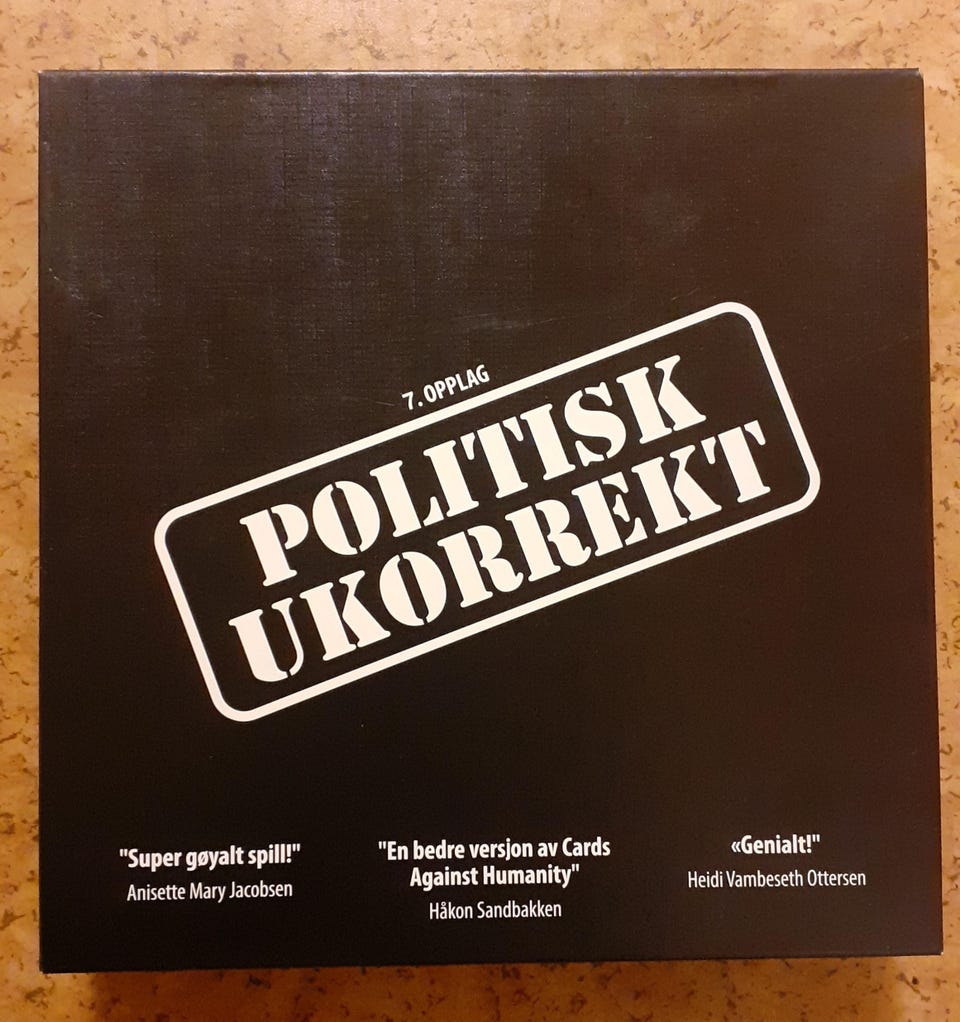 7. OPPLAG
POLITISK
UKORREKT
"Super gøyalt spill!"
Anisette Mary Jacobsen
"En bedre versjon av Cards
Against Humanity"
Håkon Sandbakken
«Genialt!"
Heidi Vambeseth Ottersen